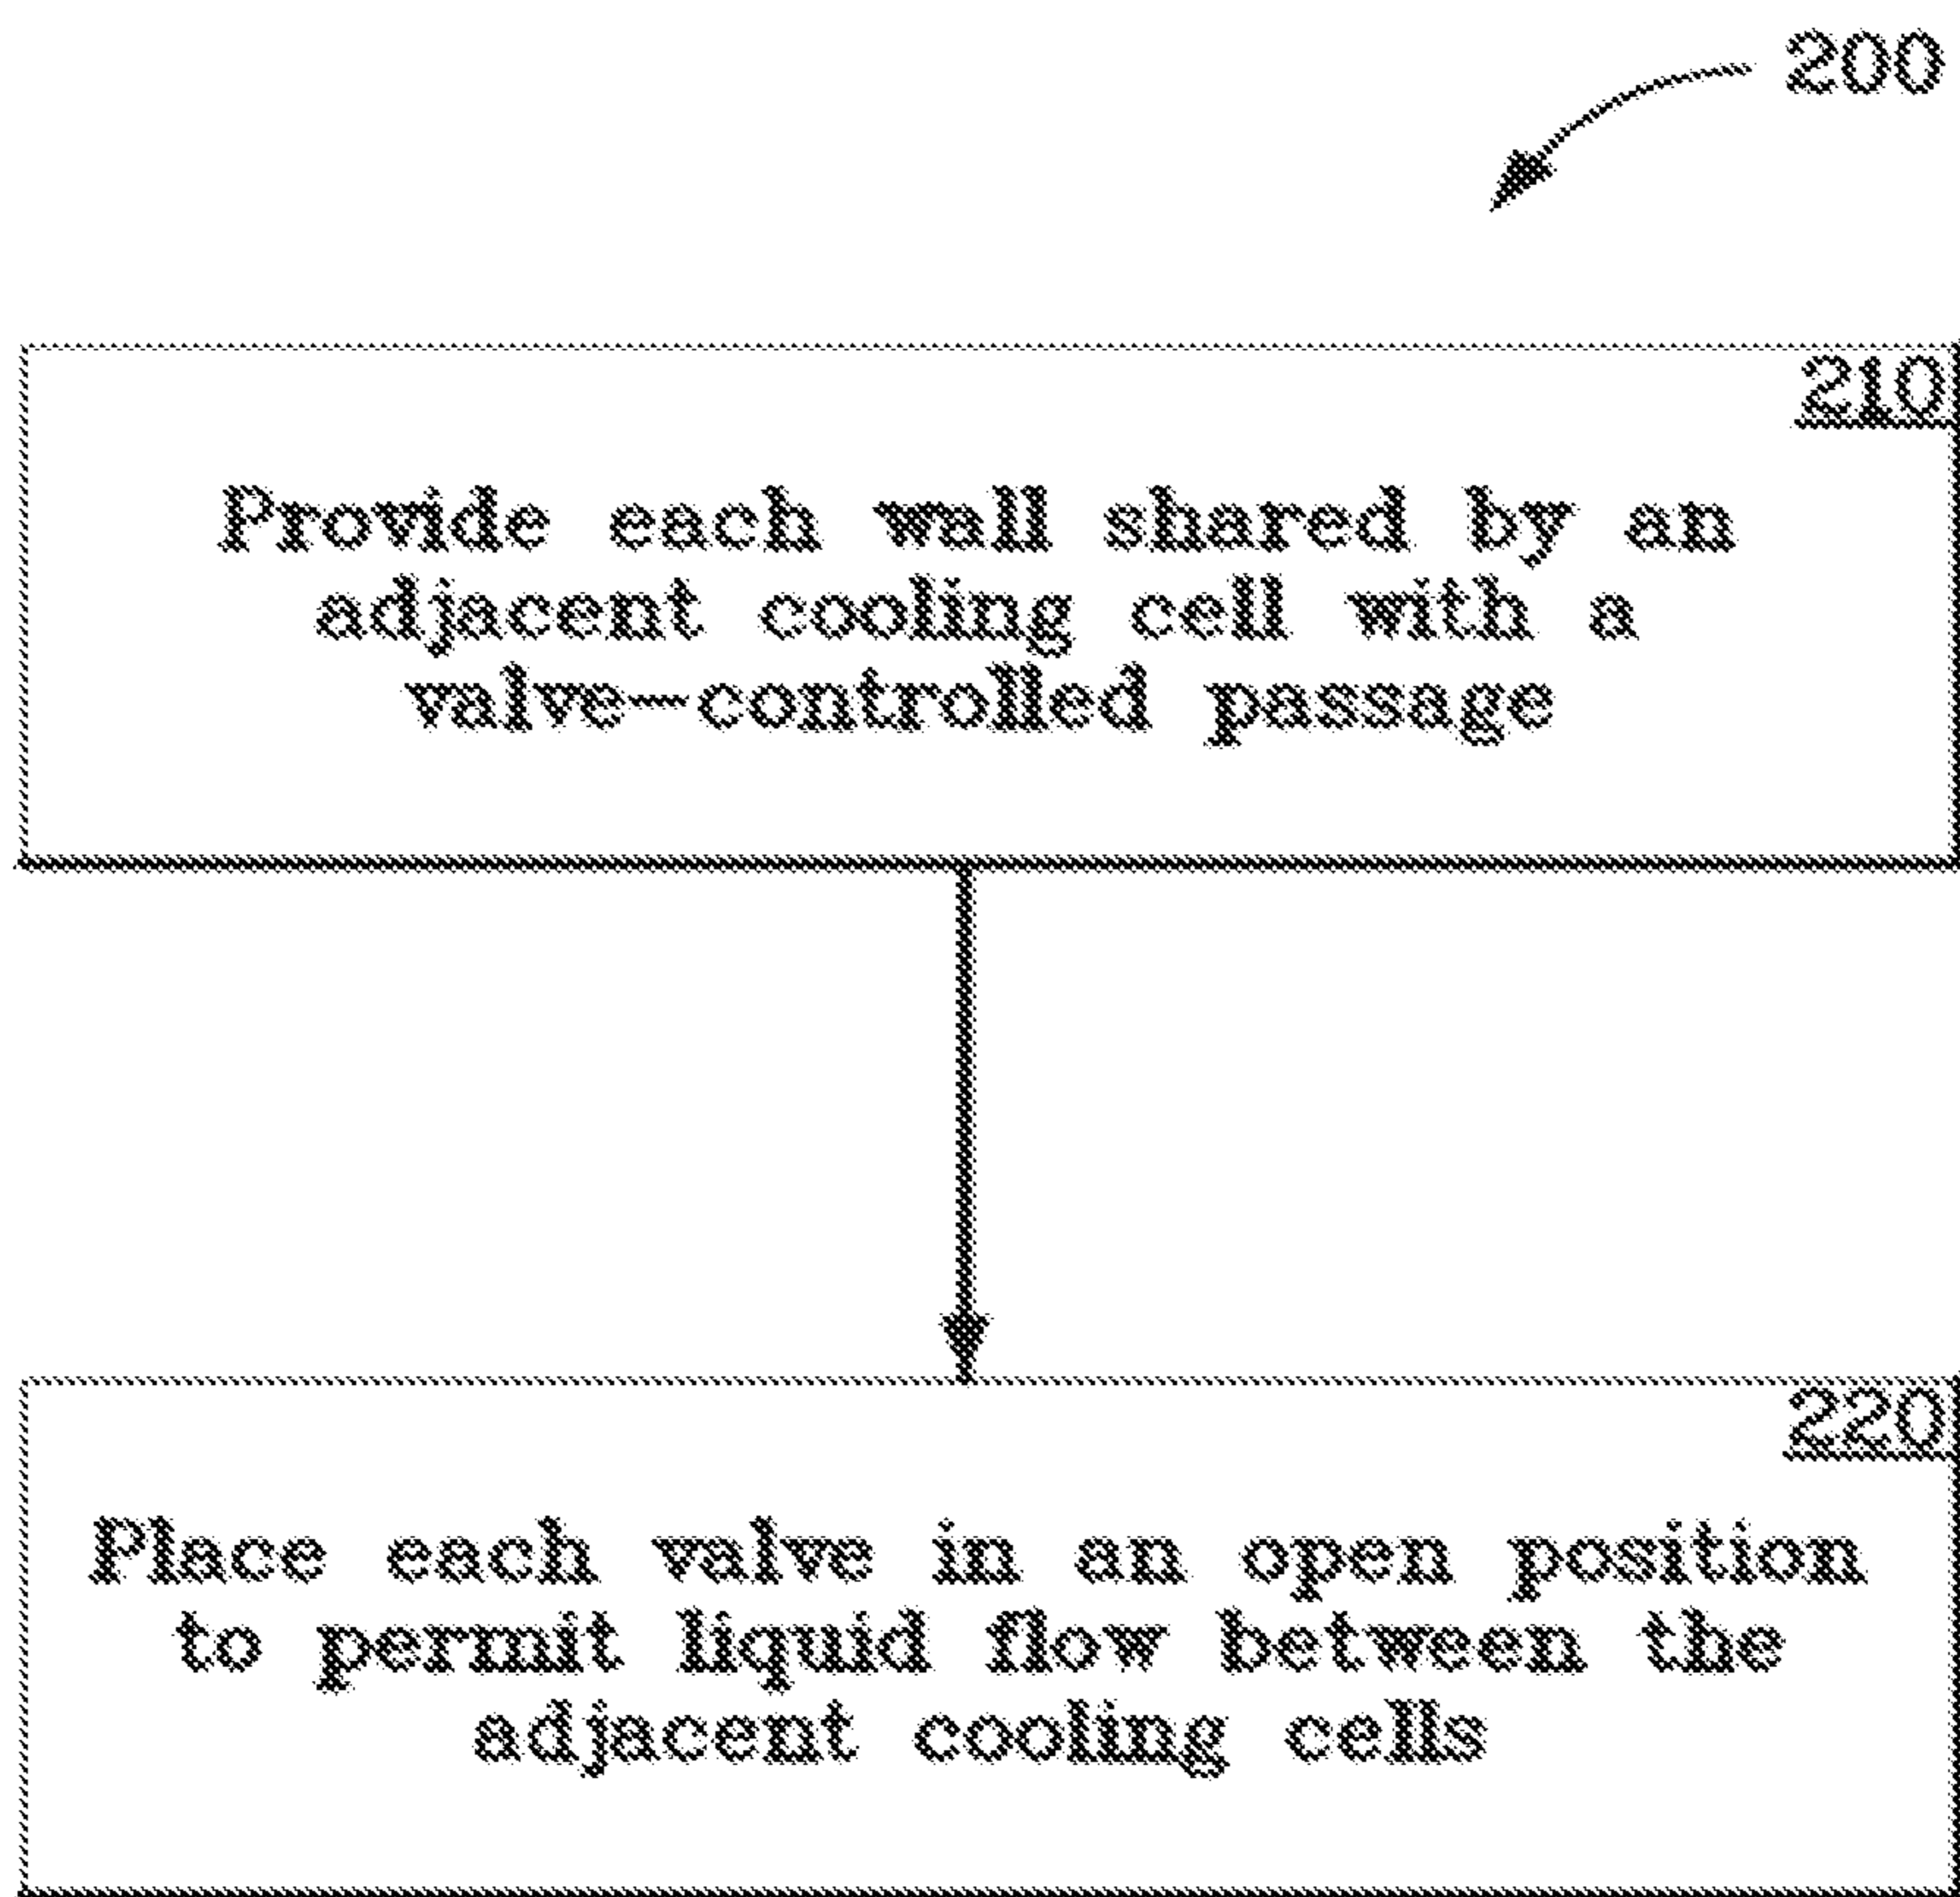 200
210
Provide each wall shared by an
adjacent cooling cell with a
valve-controlled passage
220
Place each valve in an open position
to permit liquid flow between the
adjacent cooling cells